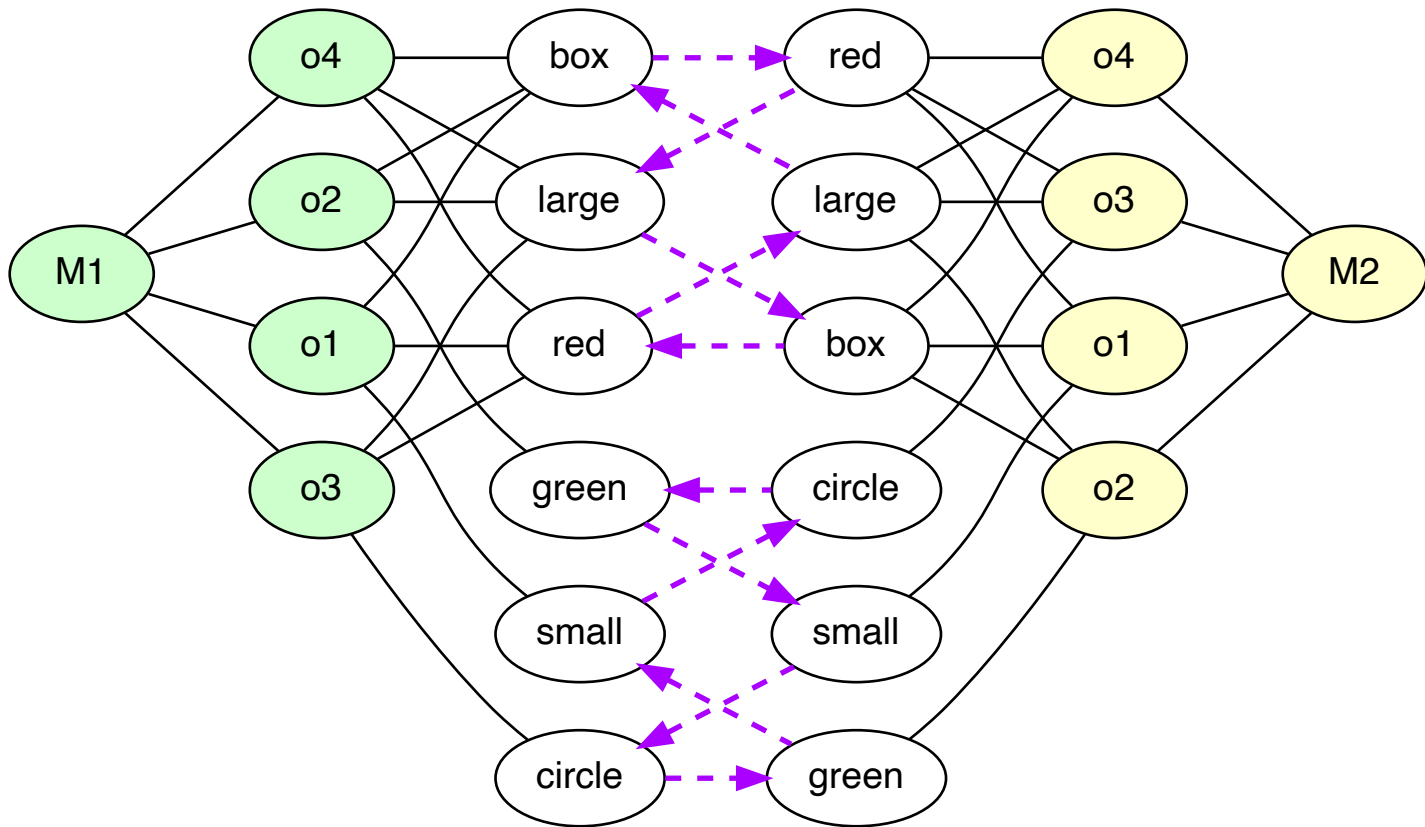 o4 box red o4
o2 large large o3
M1 M2
o1 red box o1
o3 green circle o2
small small
circle green